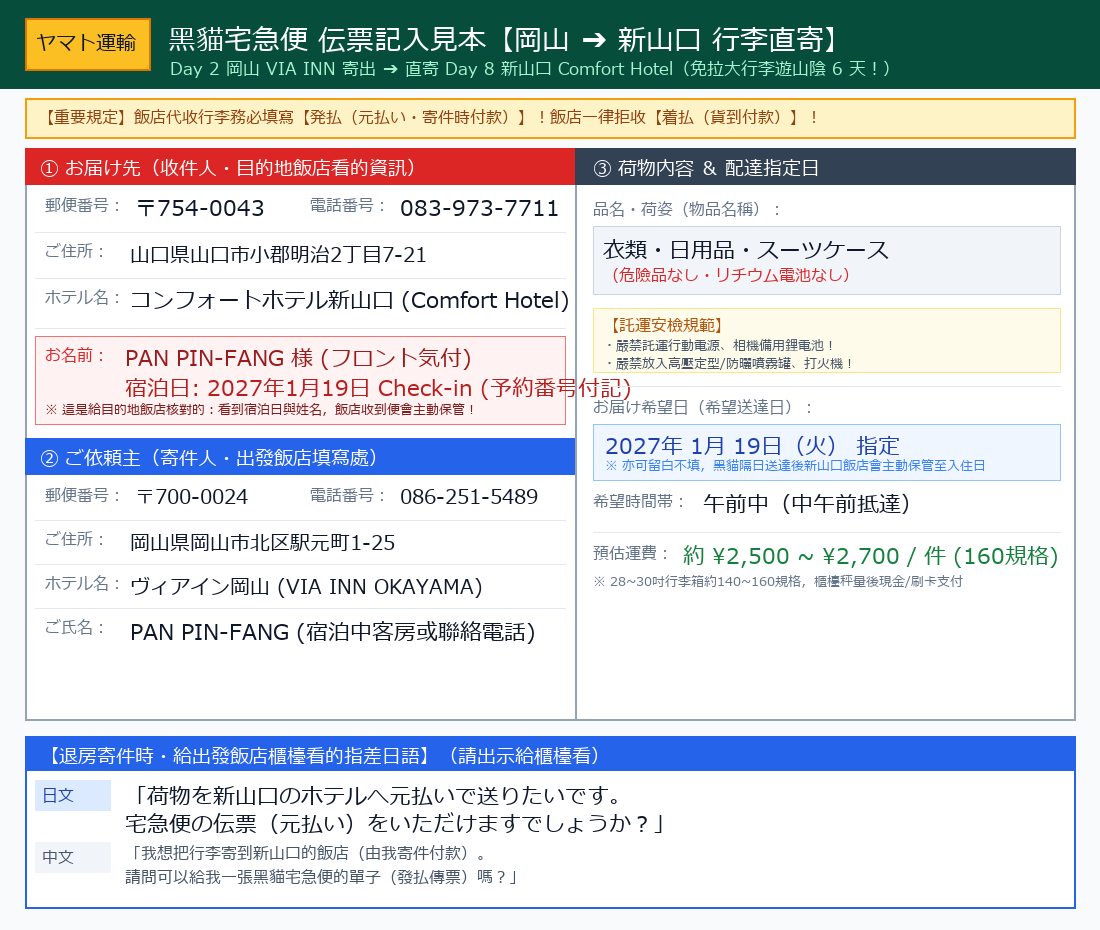 ヤマト運輸
黑貓宅急便 伝票記入見本【岡山 ➔ 新山口 行李直寄】
Day 2 岡山 VIA INN 寄出 ➔ 直寄 Day 8 新山口 Comfort Hotel（免拉大行李遊山陰 6 天！）
【重要規定】飯店代收行李務必填寫【発払（元払い・寄件時付款）】！飯店一律拒收【着払（貨到付款）】！
① お届け先（收件人・目的地飯店看的資訊）
郵便番号： 〒754-0043 電話番号： 083-973-7711
ご住所： 山口県山口市小郡明治2丁目7-21
ホテル名： コンフォートホテル新山口 (Comfort Hotel)
お名前： PAN PIN-FANG 様 (フロント気付)
宿泊日: 2027年1月19日 Check-in (予約番号付記)
※ 這是給目的地飯店核對的：看到宿泊日與姓名，飯店收到便會主動保管！
② ご依頼主（寄件人・出發飯店填寫處）
郵便番号： 〒700-0024 電話番号： 086-251-5489
ご住所： 岡山県岡山市北区駅元町1-25
ホテル名： ヴィアイン岡山 (VIA INN OKAYAMA)
ご氏名： PAN PIN-FANG (宿泊中客房或聯絡電話)
③ 荷物内容 & 配達指定日
品名・荷姿（物品名稱）：
衣類・日用品・スーツケース
（危險品なし・リチウム電池なし）
【託運安檢規範】
・嚴禁託運行動電源、相機備用鋰電池！
・嚴禁放入高壓定型/防曬噴霧罐、打火機！
お届け希望日（希望送達日）：
2027年 1月 19日（火） 指定
※ 亦可留白不填，黑貓隔日送達後新山口飯店會主動保管至入住日
希望時間帯： 午前中（中午前抵達）
預估運費： 約 ¥2,500 ~ ¥2,700 / 件 (160規格)
※ 28~30吋行李箱約140~160規格，櫃檯秤量後現金/刷卡支付
【退房寄件時・給出發飯店櫃檯看的指差日語】（請出示給櫃檯看）
日文 「荷物を新山口のホテルへ元払いで送りたいです。
宅急便の伝票（元払い）をいただけますでしょうか？」
中文 「我想把行李寄到新山口的飯店（由我寄件付款）。
請問可以給我一張黑貓宅急便的單子（發払傳票）嗎？」